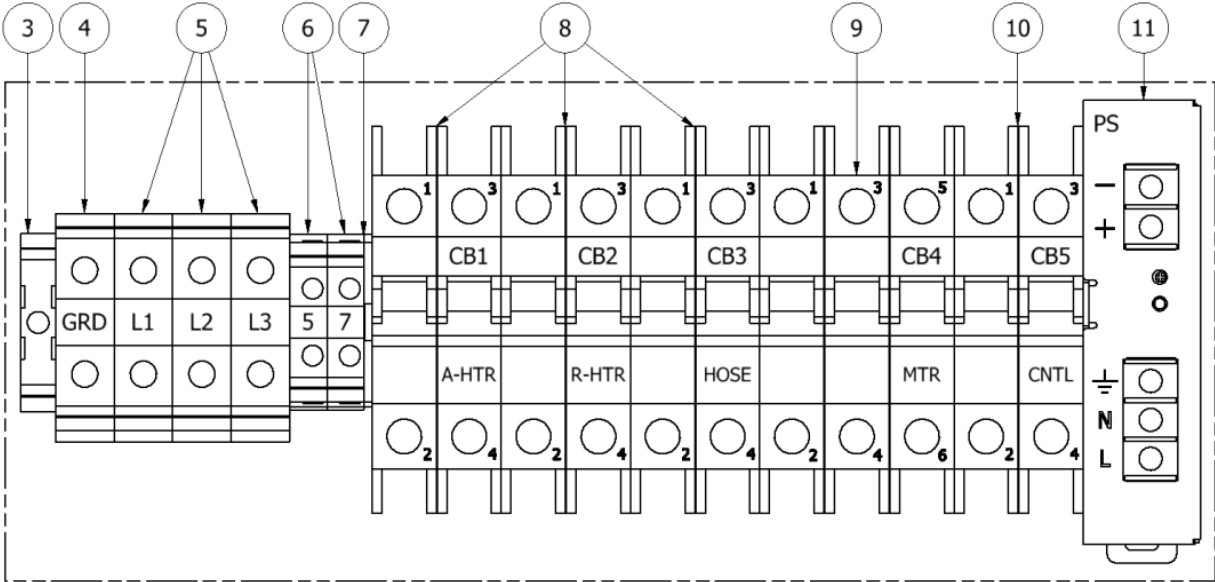 3 4 5 6 7 8 9 10 11
PS
1 3 1 3 1 3 1 3 5 1 3
−
+
CB1 CB2 CB3 CB4 CB5
GRD L1 L2 L3 5 7
A-HTR R-HTR HOSE MTR CNTL
2 4 2 4 2 4 2 4 6 2 4
N
L